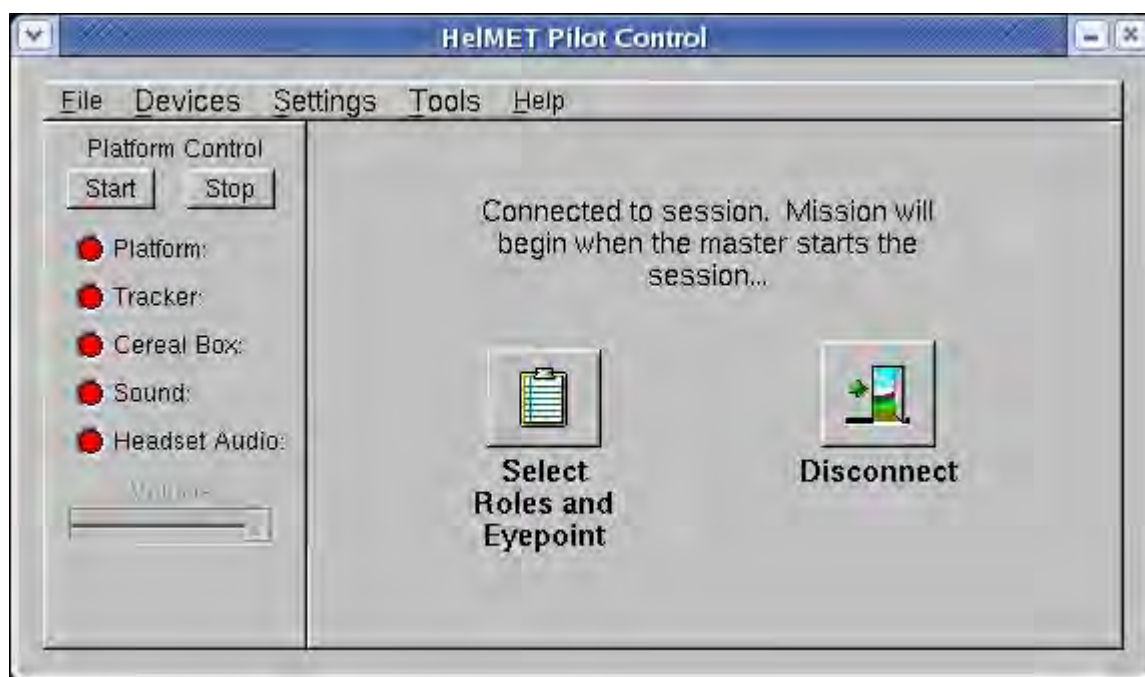 HelMET Pilot Control
File Devices Settings Tools Help
Platform Control
Start Stop
Platform:
Tracker:
Cereal Box:
Sound:
Headset Audio:
Volume
Connected to session. Mission will
begin when the master starts the
session...
Select
Roles and
Eyepoint
Disconnect